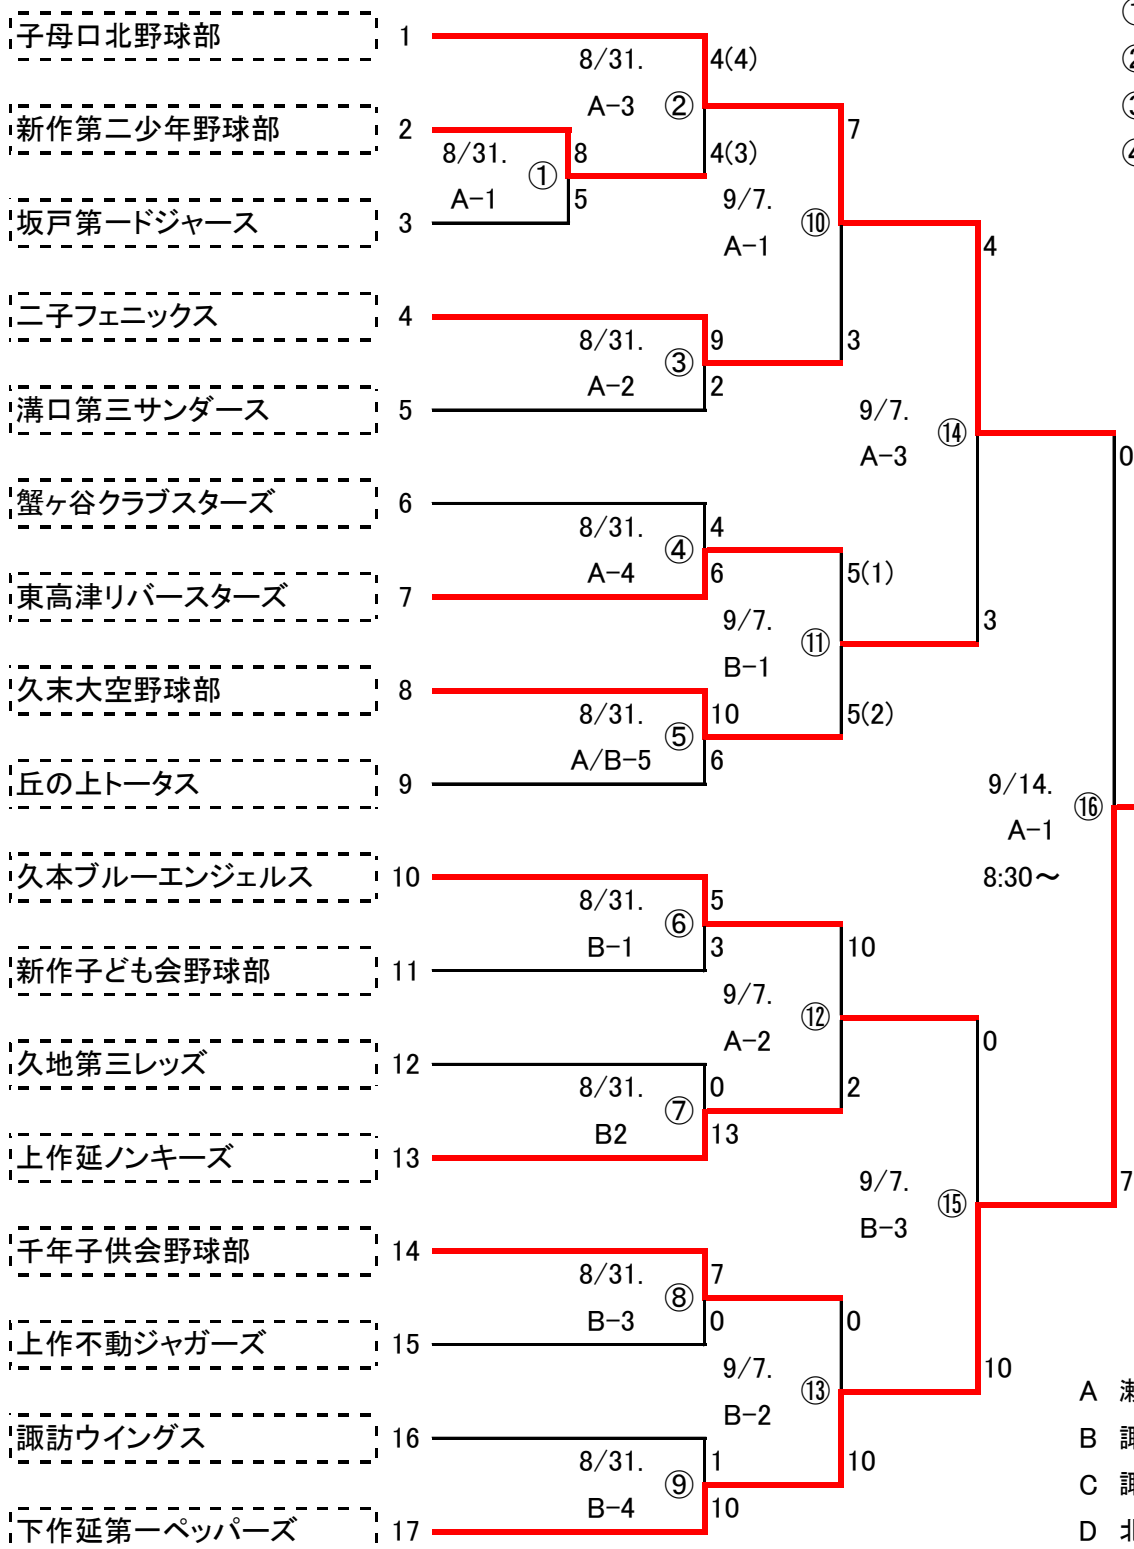 子母口北野球部 1
8/31. 4(4)
A-3 ②
新作第二少年野球部 2
7
8/31. ① 8 4(3)
A-1 5
坂戸第一ドジャース 3
9/7. ⑩
A-1
4
二子フェニックス 4
8/31. ③ 9 3
A-2 2
溝口第三サンダース 5
9/7. ⑭
A-3
0
蟹ヶ谷クラブスターズ 6
8/31. ④ 4
A-4 6 5(1)
東高津リバースターズ 7
9/7. ⑪ 3
B-1
久末大空野球部 8
8/31. ⑤ 10 5(2)
A/B-5 6
丘の上トータス 9
9/14. ⑯
A-1
8:30~
久本ブルーエンジェルス 10
8/31. ⑥ 5
B-1 3 10
新作子ども会野球部 11
9/7. ⑫
A-2 0
久地第三レッズ 12
8/31. ⑦ 0 2
B2 13
上作延ノンキーズ 13
9/7. ⑮ 7
B-3
千年子供会野球部 14
8/31. ⑧ 7
B-3 0 0
上作不動ジャガーズ 15
9/7. ⑬ 10
B-2
諏訪ウイングス 16
8/31. ⑨ 1 10
B-4 10
下作延第一ペッパーズ 17
A
B
C
D 北